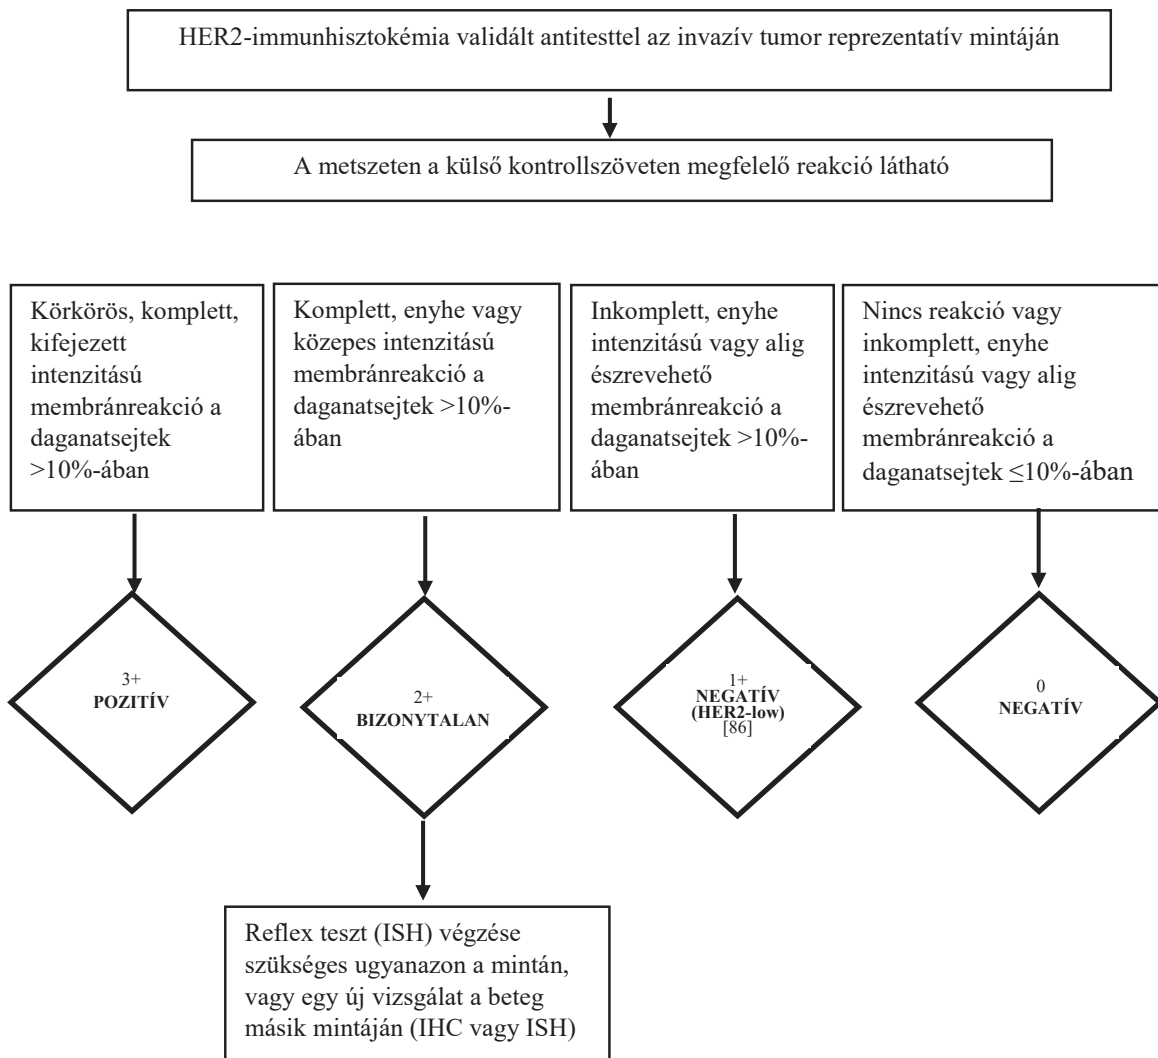 HER2-immunhisztokémia validált antitesttel az invazív tumor reprezentatív mintáján
A metszeten a külső kontrollszöveten megfelelő reakció látható
Körkörös, komplett,
kifejezett
intenzitású
membránreakció a
daganatsejtek
>10%-ában
Komplett, enyhe vagy
közepes intenzitású
membránreakció a
daganatsejtek >10%-
ában
Inkomplett, enyhe
intenzitású vagy alig
észrevehető
membránreakció a
daganatsejtek >10%-
ában
Nincs reakció vagy
inkomplett, enyhe
intenzitású vagy alig
észrevehető
membránreakció a
daganatsejtek ≤10%-ában
3+
POZITÍV
2+
BIZONYTALAN
1+
NEGATÍV
(HER2-low)
[86]
0
NEGATÍV
Reflex teszt (ISH) végzése
szükséges ugyanazon a mintán,
vagy egy új vizsgálat a beteg
másik mintáján (IHC vagy ISH)